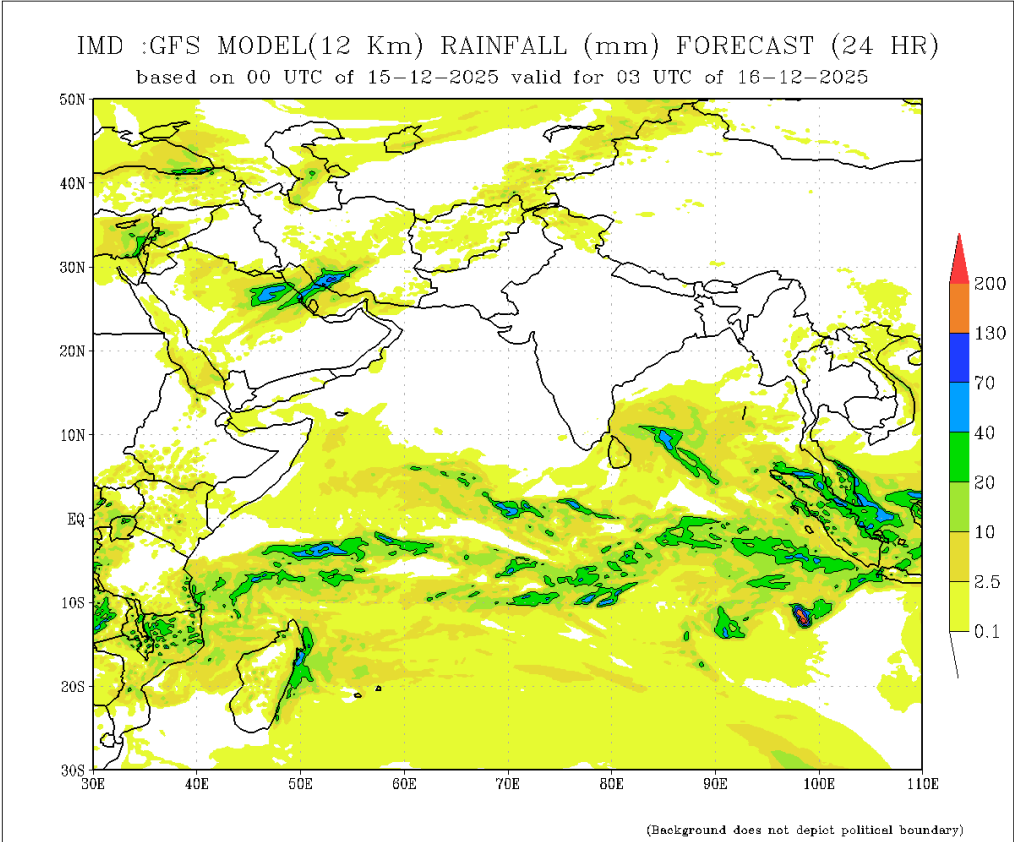 IMD :GFS MODEL(12 Km) RAINFALL (mm) FORECAST (24 HR)
based on 00 UTC of 15-12-2025 valid for 03 UTC of 16-12-2025
50N
40N
30N
20N
10N
EQ
10S
20S
30S
30E 40E 50E 60E 70E 80E 90E 100E 110E
200
130
70
40
20
10
2.5
0.1
(Background does not depict political boundary)